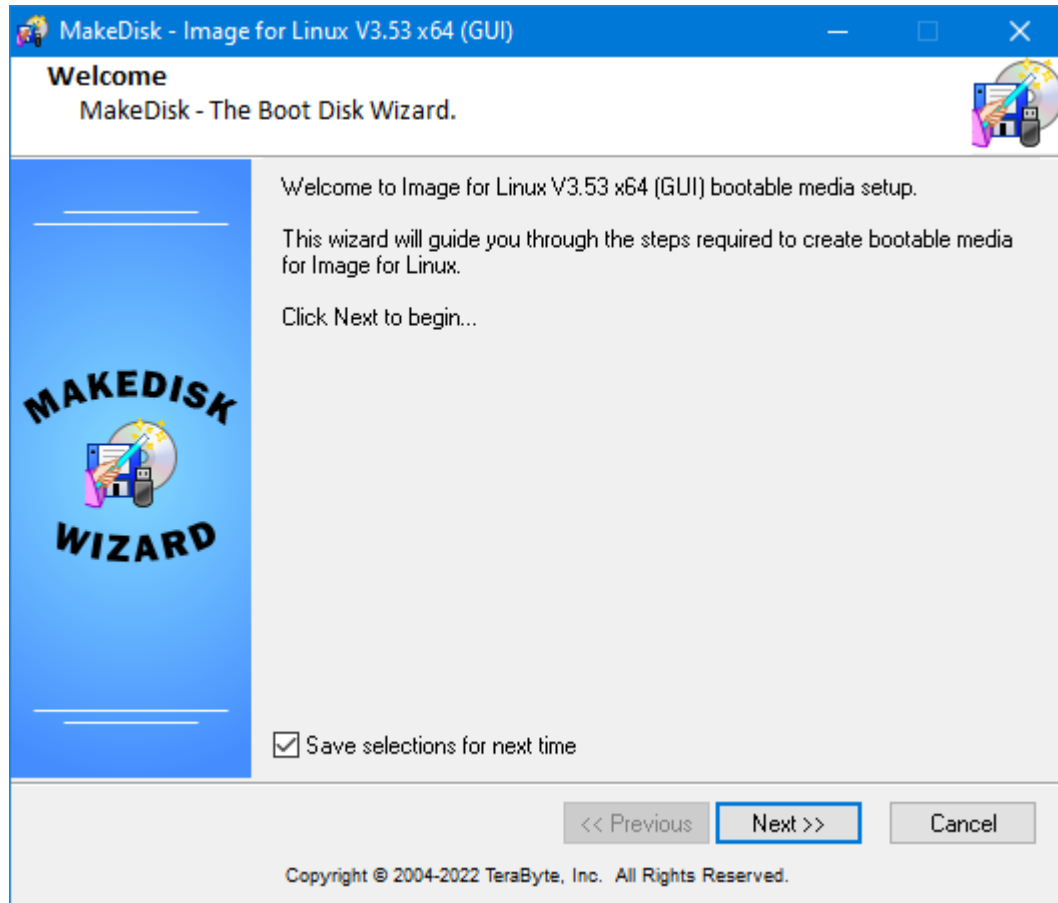 MakeDisk - Image for Linux V3.53 x64 (GUI)
Welcome
MakeDisk - The Boot Disk Wizard.
Welcome to Image for Linux V3.53 x64 (GUI) bootable media setup.
This wizard will guide you through the steps required to create bootable media
for Image for Linux.
Click Next to begin...
MAKEDISK
WIZARD
Save selections for next time
<< Previous
Next >>
Cancel
Copyright © 2004-2022 TeraByte, Inc. All Rights Reserved.